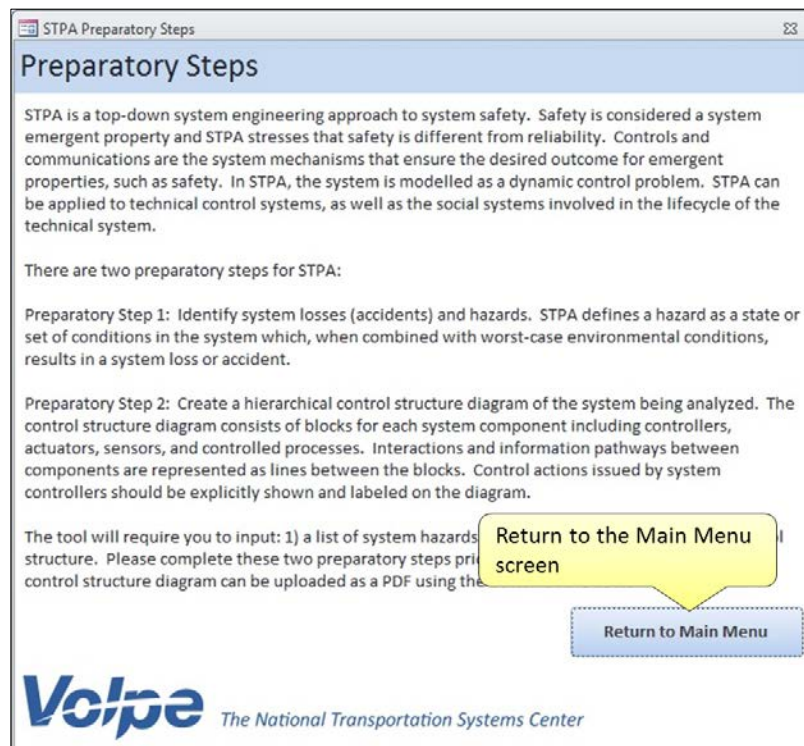 STPA Preparatory Steps
Preparatory Steps
STPA is a top-down system engineering approach to system safety.  Safety is considered a system
emergent property and STPA stresses that safety is different from reliability.  Controls and
communications are the system mechanisms that ensure the desired outcome for emergent
properties, such as safety.  In STPA, the system is modelled as a dynamic control problem.  STPA can
be applied to technical control systems, as well as the social systems involved in the lifecycle of the
technical system.
There are two preparatory steps for STPA:
Preparatory Step 1:  Identify system losses (accidents) and hazards.  STPA defines a hazard as a state or
set of conditions in the system which, when combined with worst-case environmental conditions,
results in a system loss or accident.
Preparatory Step 2:  Create a hierarchical control structure diagram of the system being analyzed.  The
control structure diagram consists of blocks for each system component including controllers,
actuators, sensors, and controlled processes.  Interactions and information pathways between
components are represented as lines between the blocks.  Control actions issued by system
controllers should be explicitly shown and labeled on the diagram.
The tool will require you to input: 1) a list of system hazards
structure.  Please complete these two preparatory steps
control structure diagram can be uploaded as a PDF using
Return to the Main Menu
screen
Return to Main Menu
Volpe The National Transportation Systems Center